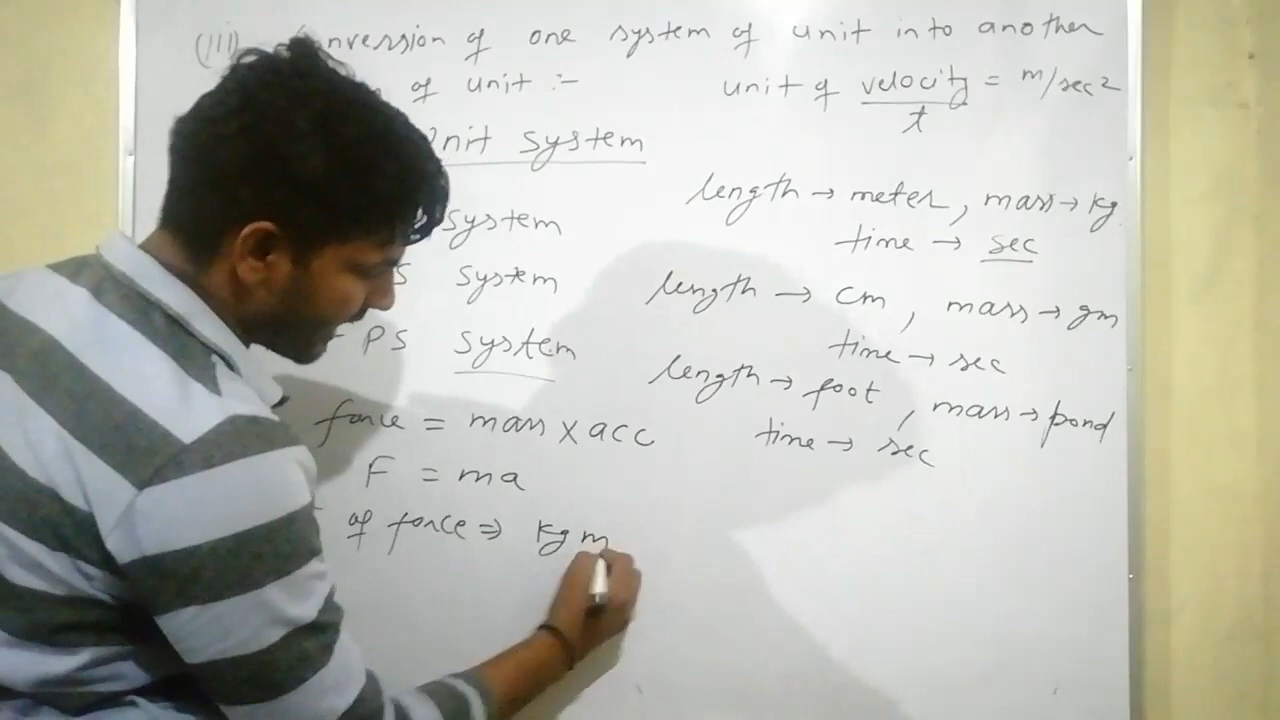 (III) Conversion of one system of unit into another
of unit :- unit of velocity/t = m/sec2
Unit system
length → meter, mass → kg
system
time → sec
S system
length → cm, mass → gm
time → sec
FPS system
length → foot, mass → pond
time → sec
force = mass x acc
F = ma
of force ⇒ kg m